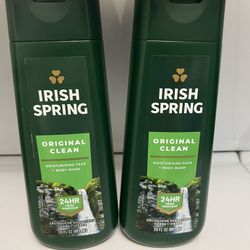 IRISH
SPRING
ORIGINAL
CLEAN
MOISTURIZING FACE
+ BODY WASH
24HR
IRISH
SPRING
ORIGINAL
CLEAN
MOISTURIZING FACE
+ BODY WASH
24HR